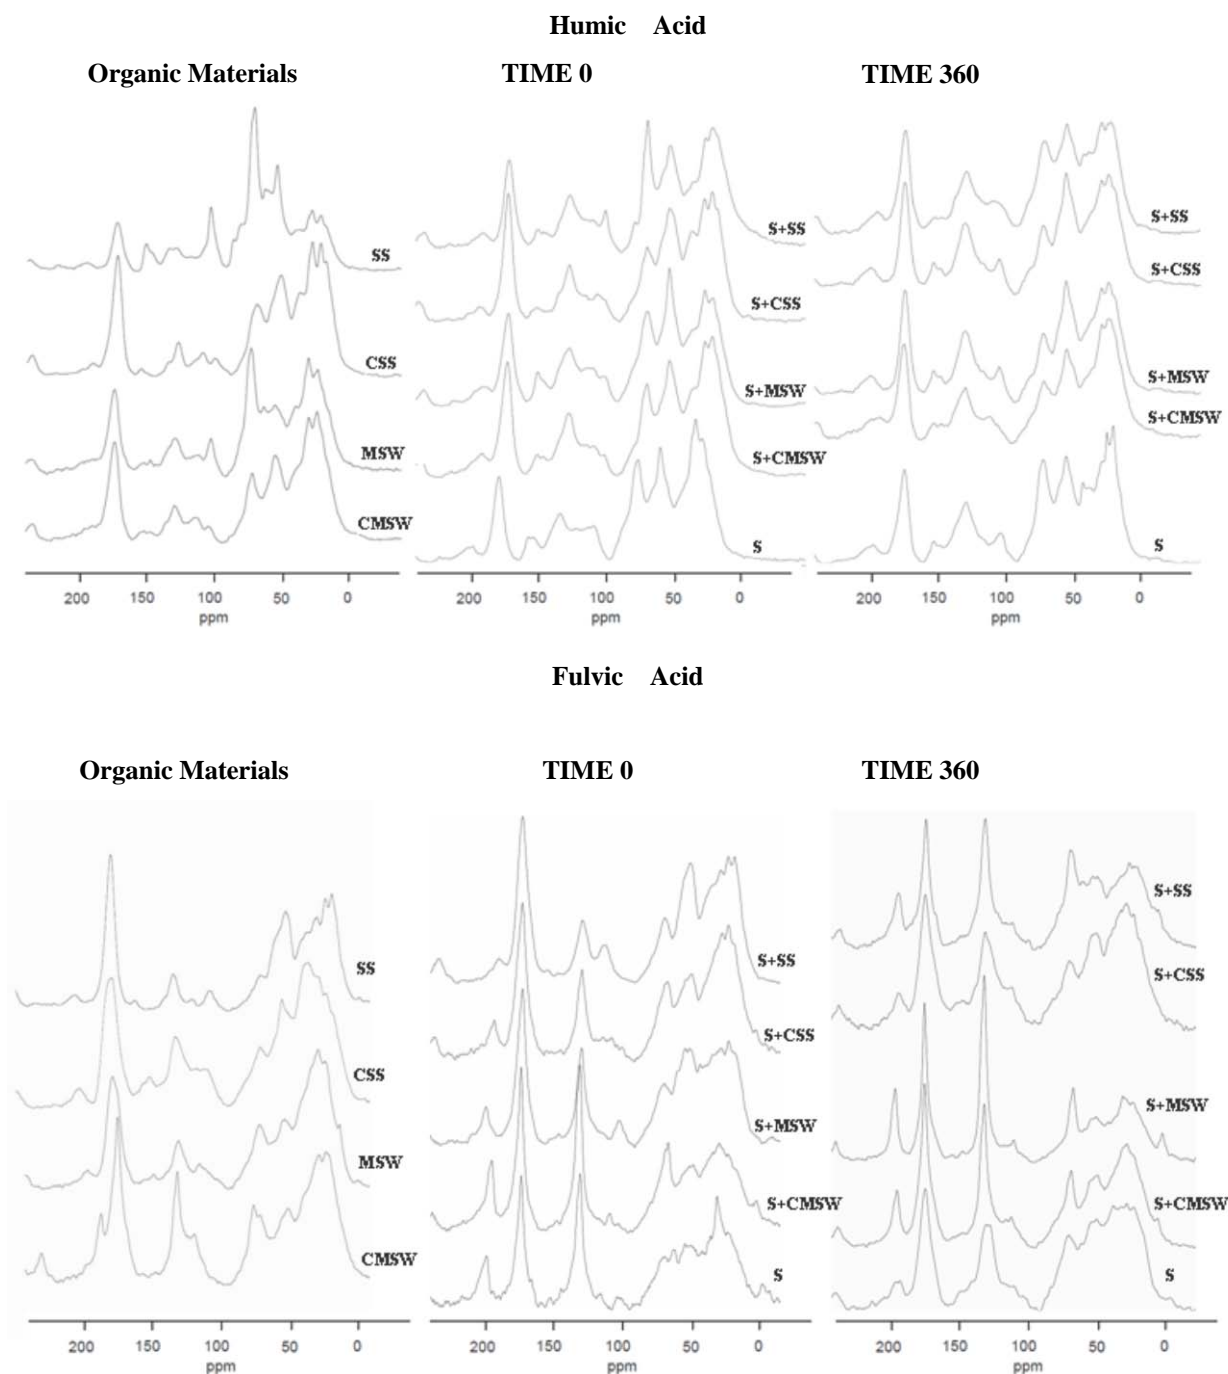 Humic Acid
Organic Materials TIME 0 TIME 360
SS
CSS
MSW
CMSW
S+SS
S+CSS
S+MSW
S+CMSW
S
S+SS
S+CSS
S+MSW
S+CMSW
S
200 150 100 50 0
ppm
200 150 100 50 0
ppm
200 150 100 50 0
ppm
Fulvic Acid
Organic Materials TIME 0 TIME 360
SS
CSS
MSW
CMSW
S+SS
S+CSS
S+MSW
S+CMSW
S
S+SS
S+CSS
S+MSW
S+CMSW
S
200 150 100 50 0
ppm
200 150 100 50 0
ppm
200 150 100 50 0
ppm